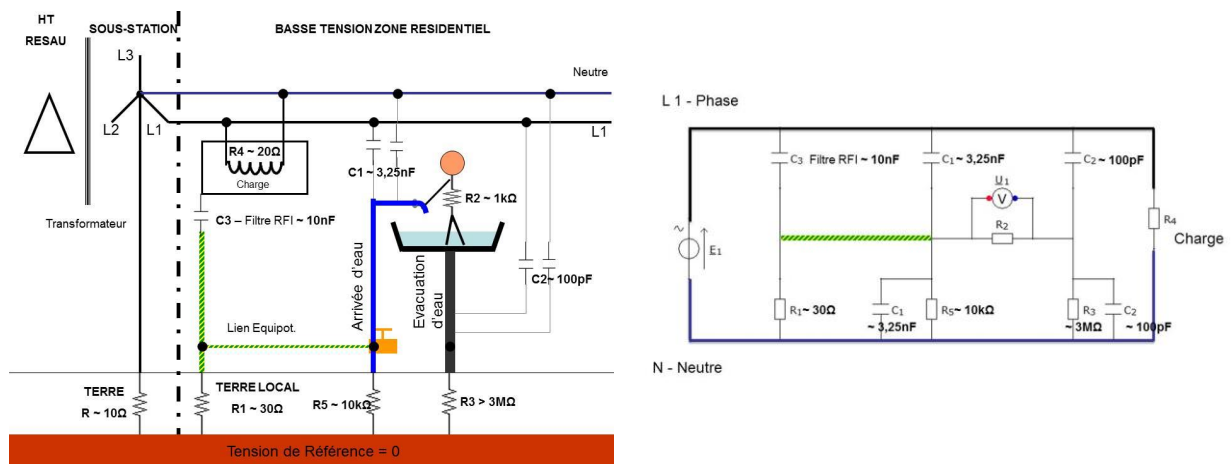 HT
RESAU
SOUS-STATION
BASSE TENSION ZONE RESIDENTIEL
L3
Neutre
L2
L1
L1
R4 ~ 20Ω
Charge
C1 ~ 3,25nF
R2 ~ 1kΩ
Transformateur
C3 – Filtre RFI ~ 10nF
Arrivée d'eau
Evacuation
d'eau
C2~ 100pF
Lien Equipot.
TERRE
R ~ 10Ω
TERRE LOCAL
R1 ~ 30Ω
R5 ~ 10kΩ
R3 > 3MΩ
Tension de Référence = 0
L 1 - Phase
C3 Filtre RFI ~ 10nF
C1 ~ 3,25nF
C2 ~ 100pF
U1
V
R2
R4
Charge
~
E1
R1 ~ 30Ω
C1
~ 3,25nF
R5 ~ 10kΩ
R3
~ 3MΩ
C2
~ 100pF
N - Neutre